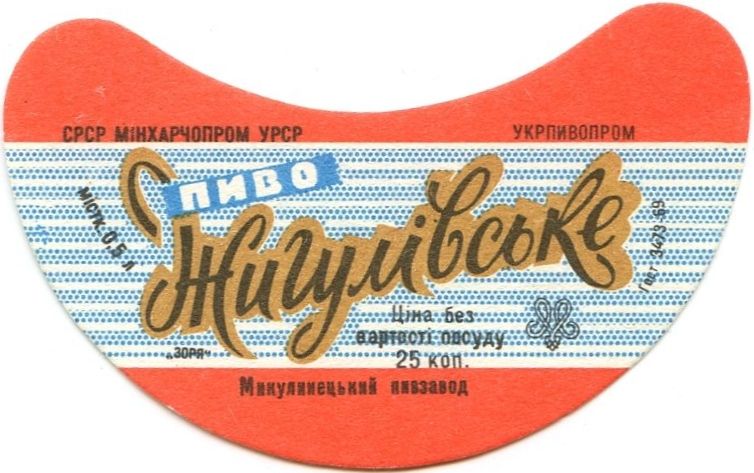 СРСР МІНХАРЧОПРОМ УРСР
УКРПИВОПРОМ
ПИВО
Жигулівське
містк. 0,5 л
Гост 3473-69
Ціна без
вартості посуду
25 коп.
„ЗОРЯ“
Микулинецький пивзавод